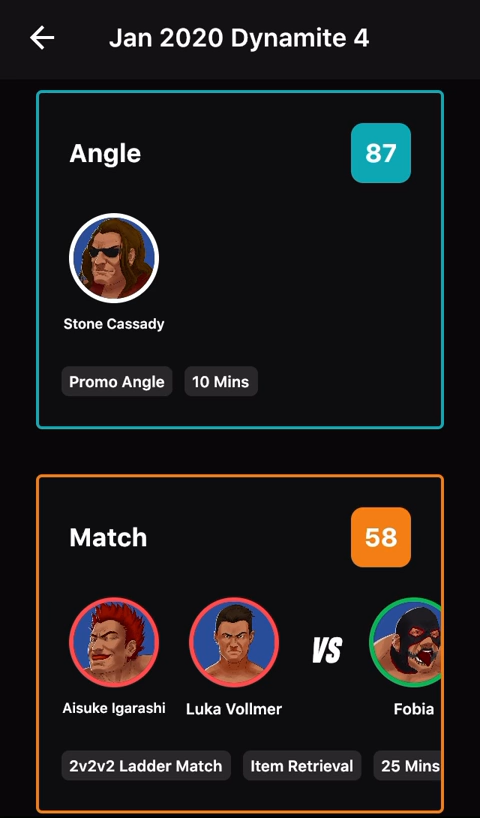 Jan 2020 Dynamite 4
Angle
87
Stone Cassady
Promo Angle
10 Mins
Match
58
VS
Aisuke Igarashi
Luka Vollmer
Fobia
2v2v2 Ladder Match
Item Retrieval
25 Mins